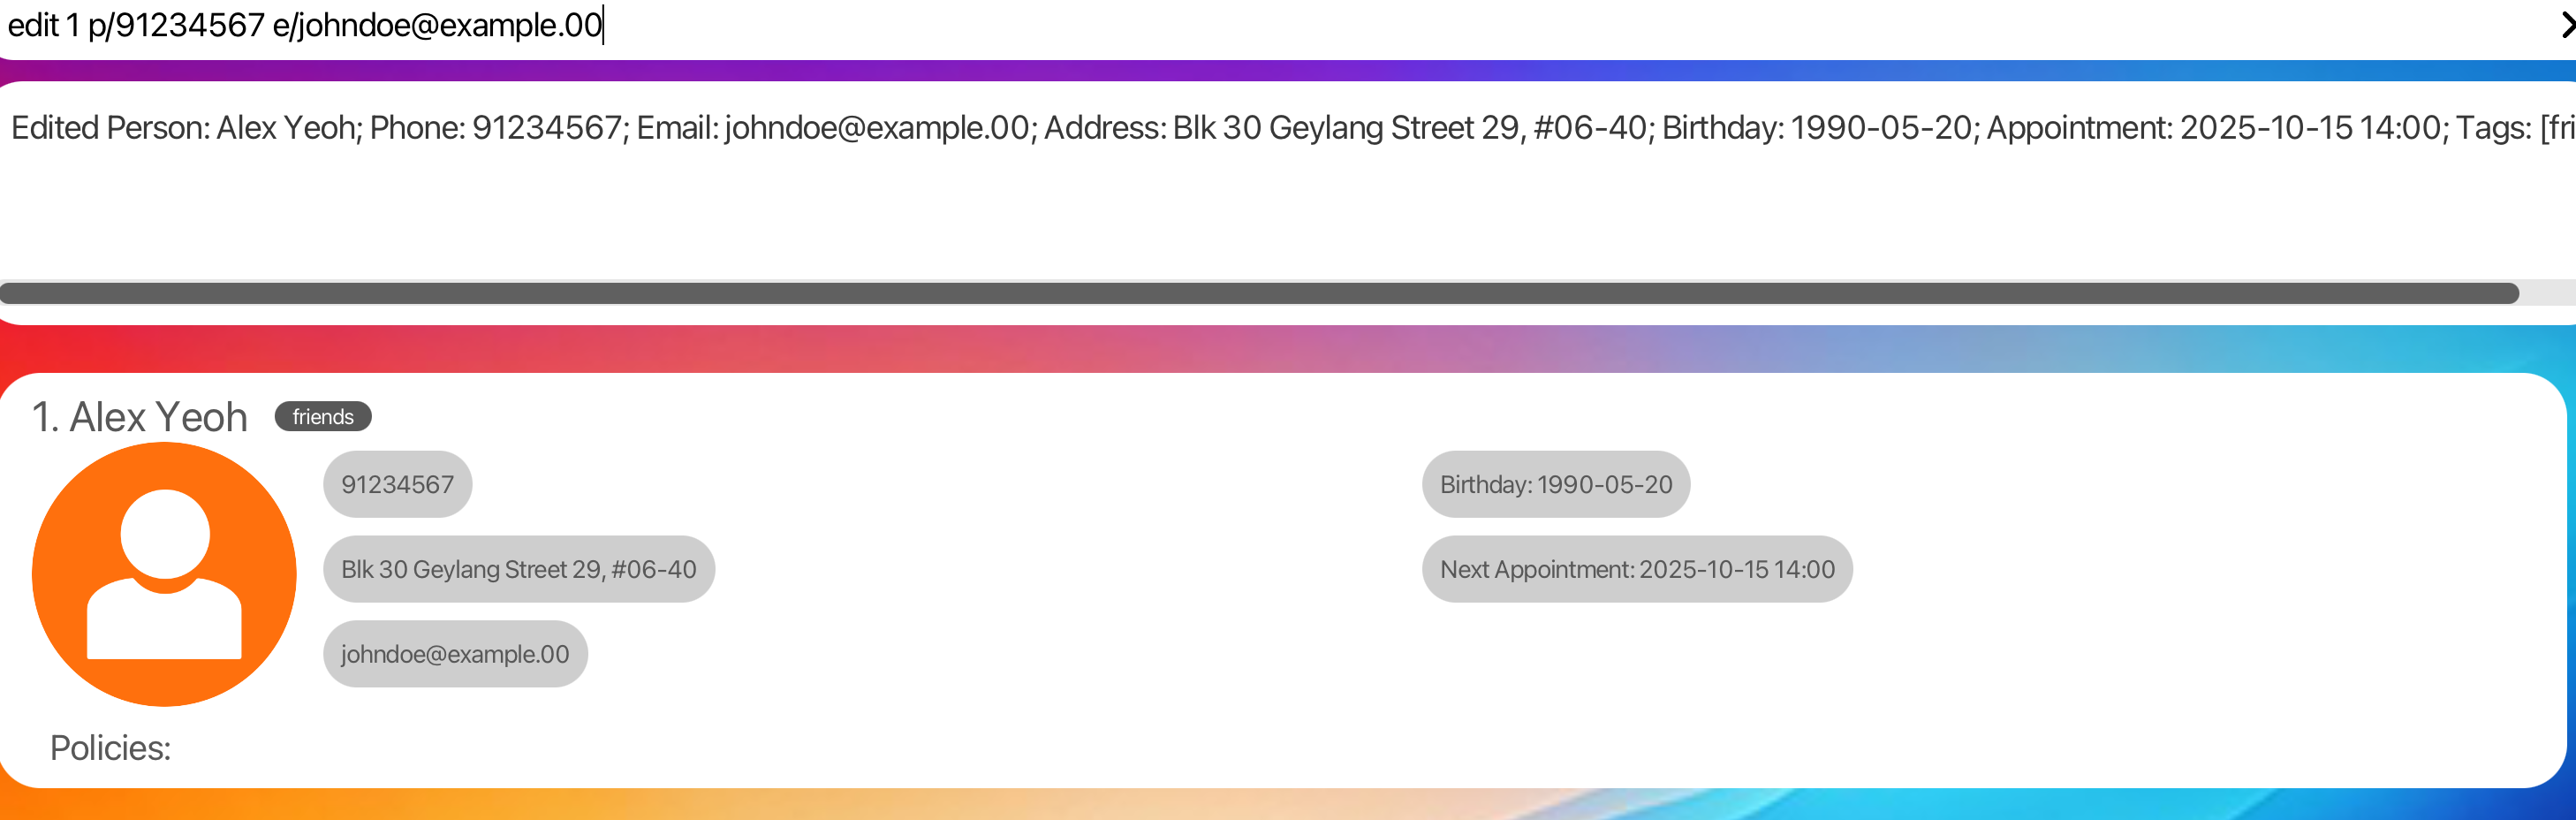 edit 1 p/91234567 e/johndoe@example.00
Edited Person: Alex Yeoh; Phone: 91234567; Email: johndoe@example.00; Address: Blk 30 Geylang Street 29, #06-40; Birthday: 1990-05-20; Appointment: 2025-10-15 14:00; Tags: [fri
1. Alex Yeoh friends
91234567
Birthday: 1990-05-20
Blk 30 Geylang Street 29, #06-40
Next Appointment: 2025-10-15 14:00
johndoe@example.00
Policies: